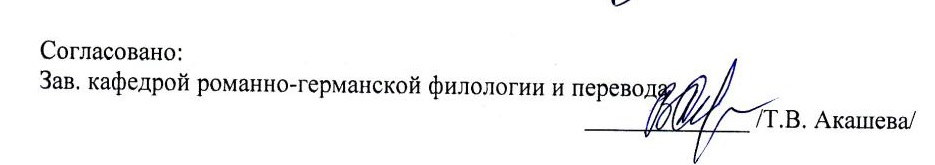 Согласовано:
Зав. кафедрой романно-германской филологии и перевода
/Т.В. Акашева/